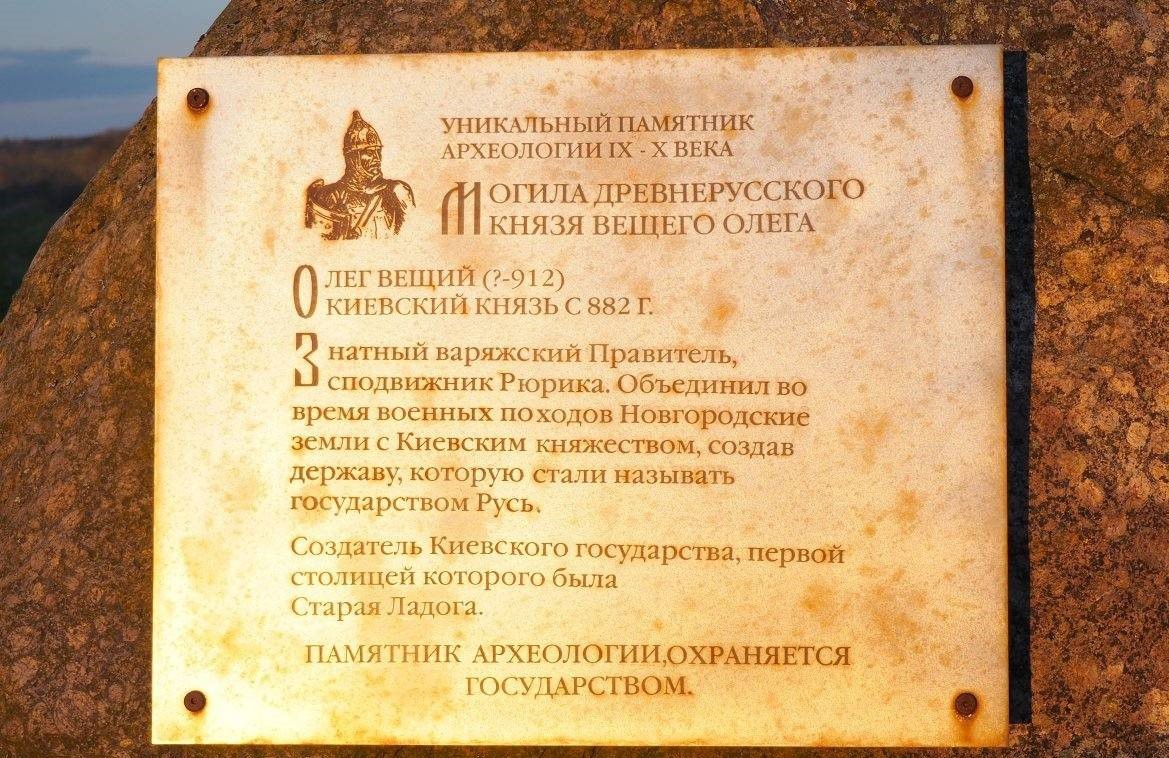 УНИКАЛЬНЫЙ ПАМЯТНИК
АРХЕОЛОГИИ IX - X ВЕКА
МОГИЛА ДРЕВНЕРУССКОГО
КНЯЗЯ ВЕЩЕГО ОЛЕГА
ОЛЕГ ВЕЩИЙ (?-912)
КИЕВСКИЙ КНЯЗЬ С 882 Г.
Знатный варяжский Правитель,
сподвижник Рюрика. Объединил во
время военных походов Новгородские
земли с Киевским княжеством, создав
державу, которую стали называть
государством Русь.
Создатель Киевского государства, первой
столицей которого была
Старая Ладога.
ПАМЯТНИК АРХЕОЛОГИИ,ОХРАНЯЕТСЯ
ГОСУДАРСТВОМ.